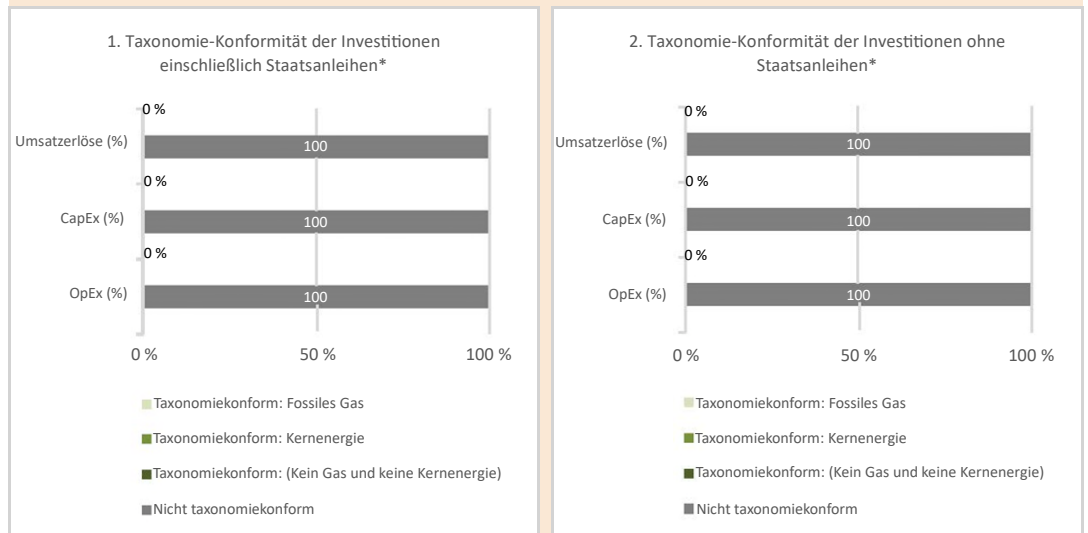 1. Taxonomie-Konformität der Investitionen
einschließlich Staatsanleihen*
0 %
Umsatzerlöse (%)
100
0 %
CapEx (%)
100
0 %
OpEx (%)
100
0 %
50 %
100 %
Taxonomiekonform: Fossiles Gas
Taxonomiekonform: Kernenergie
Taxonomiekonform: (Kein Gas und keine Kernenergie)
Nicht taxonomiekonform
2. Taxonomie-Konformität der Investitionen ohne
Staatsanleihen*
0 %
Umsatzerlöse (%)
100
0 %
CapEx (%)
100
0 %
OpEx (%)
100
0 %
50 %
100 %
Taxonomiekonform: Fossiles Gas
Taxonomiekonform: Kernenergie
Taxonomiekonform: (Kein Gas und keine Kernenergie)
Nicht taxonomiekonform